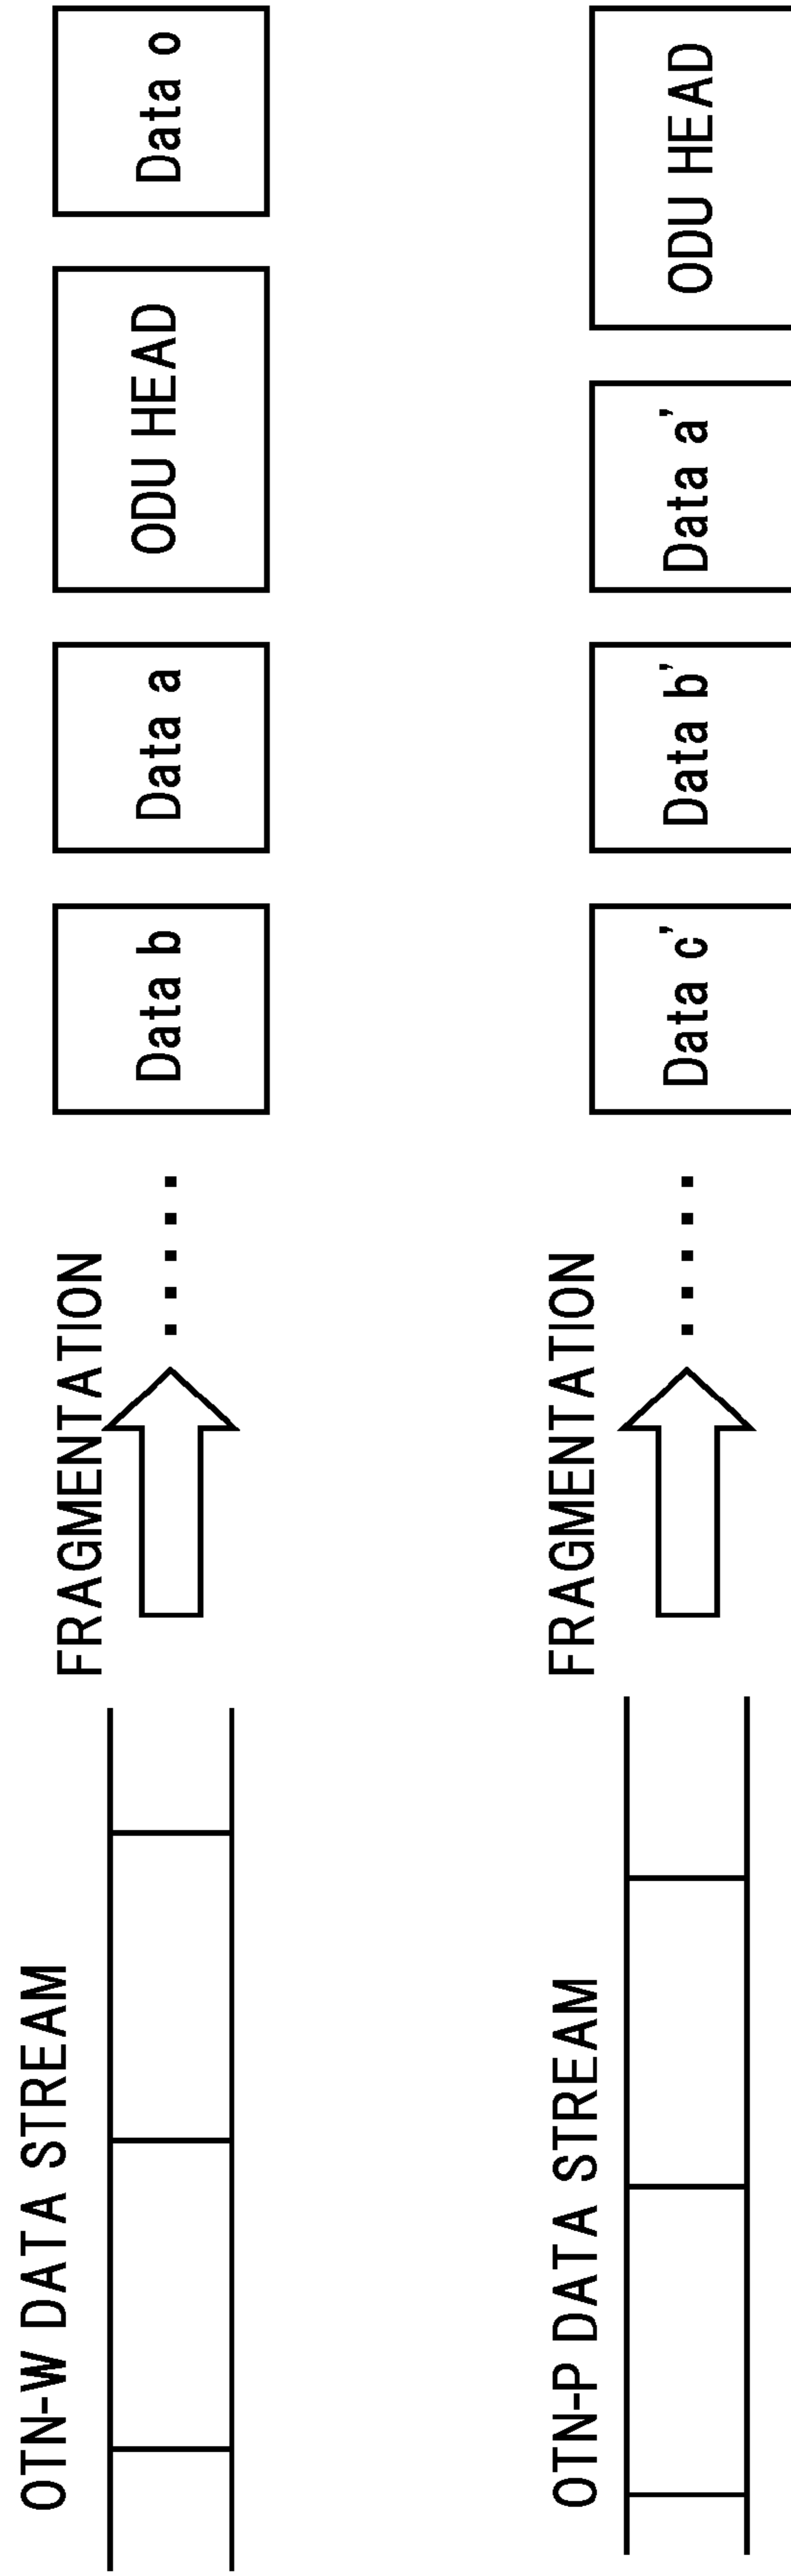 OTN-W DATA STREAM
FRAGMENTATION
Data b
Data a
ODU HEAD
Data o
OTN-P DATA STREAM
FRAGMENTATION
Data c'
Data b'
Data a'
ODU HEAD